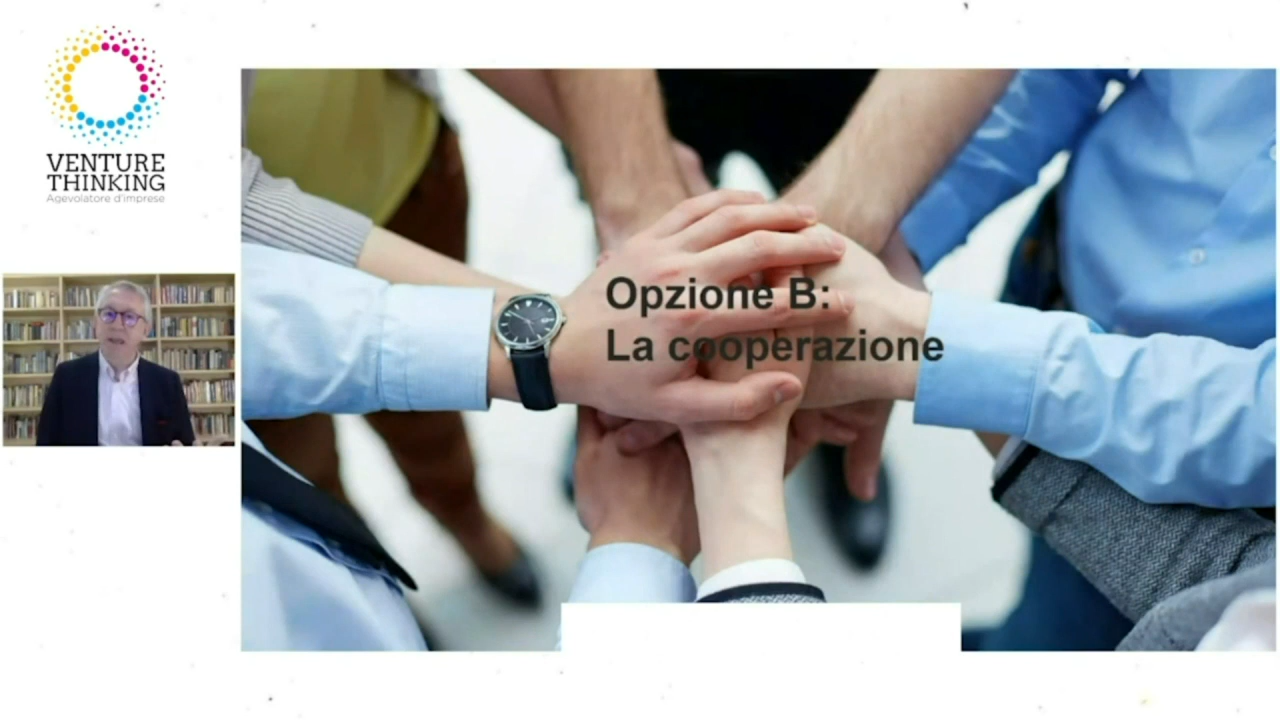 VENTURE
THINKING
Agevolatore d'imprese
Opzione B:
La cooperazione